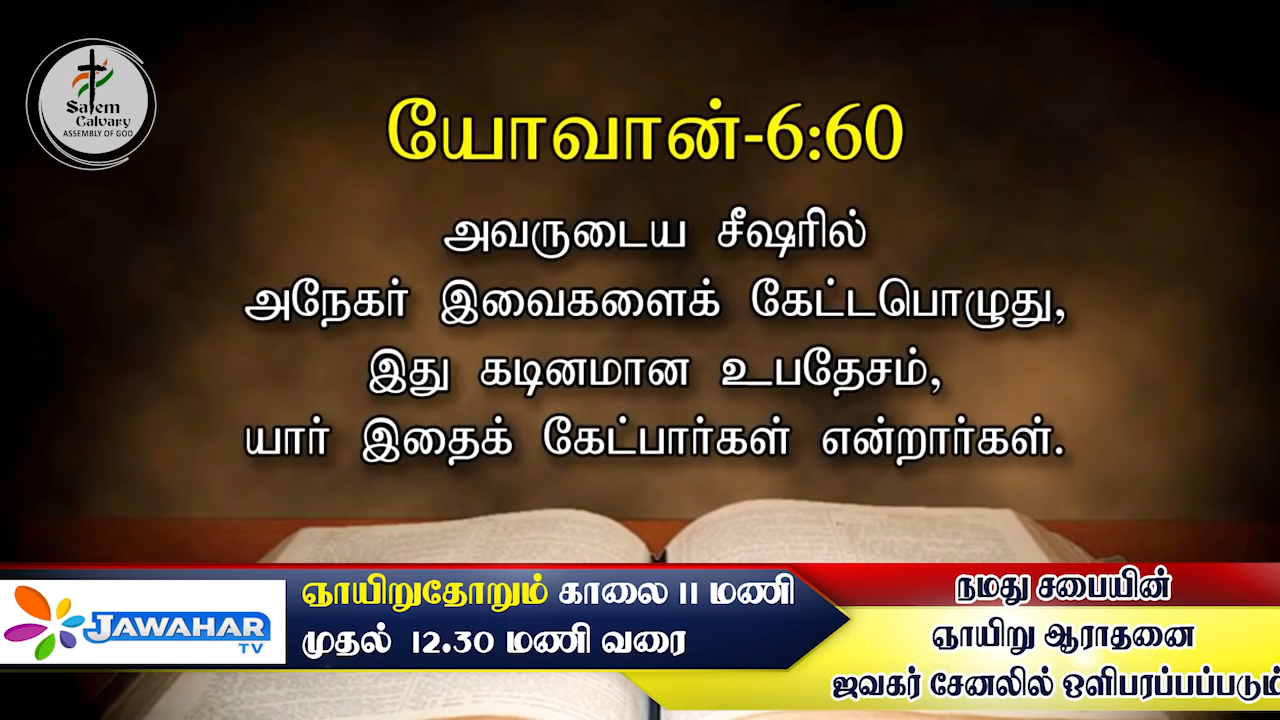 Salem
Calvary
ASSEMBLY OF GOD
யோவான்-6:60
அவருடைய சீஷரில்
அநேகர் இவைகளைக் கேட்டபொழுது,
இது கடினமான உபதேசம்,
யார் இதைக் கேட்பார்கள் என்றார்கள்.
JAWAHAR
TV
ஞாயிறுதோறும் காலை 11 மணி
முதல் 12.30 மணி வரை
நமது சபையின்
ஞாயிறு ஆராதனை
ஜவகர் சேனலில் ஒளிபரப்பப்படும்